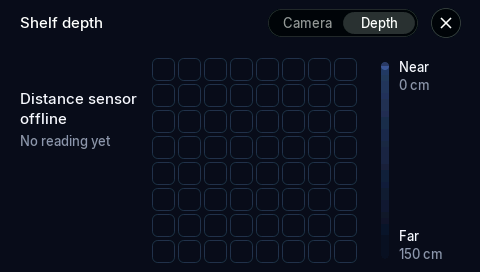 Shelf depth
Camera
Depth
Distance sensor
offline
No reading yet
Near
0 cm
Far
150 cm